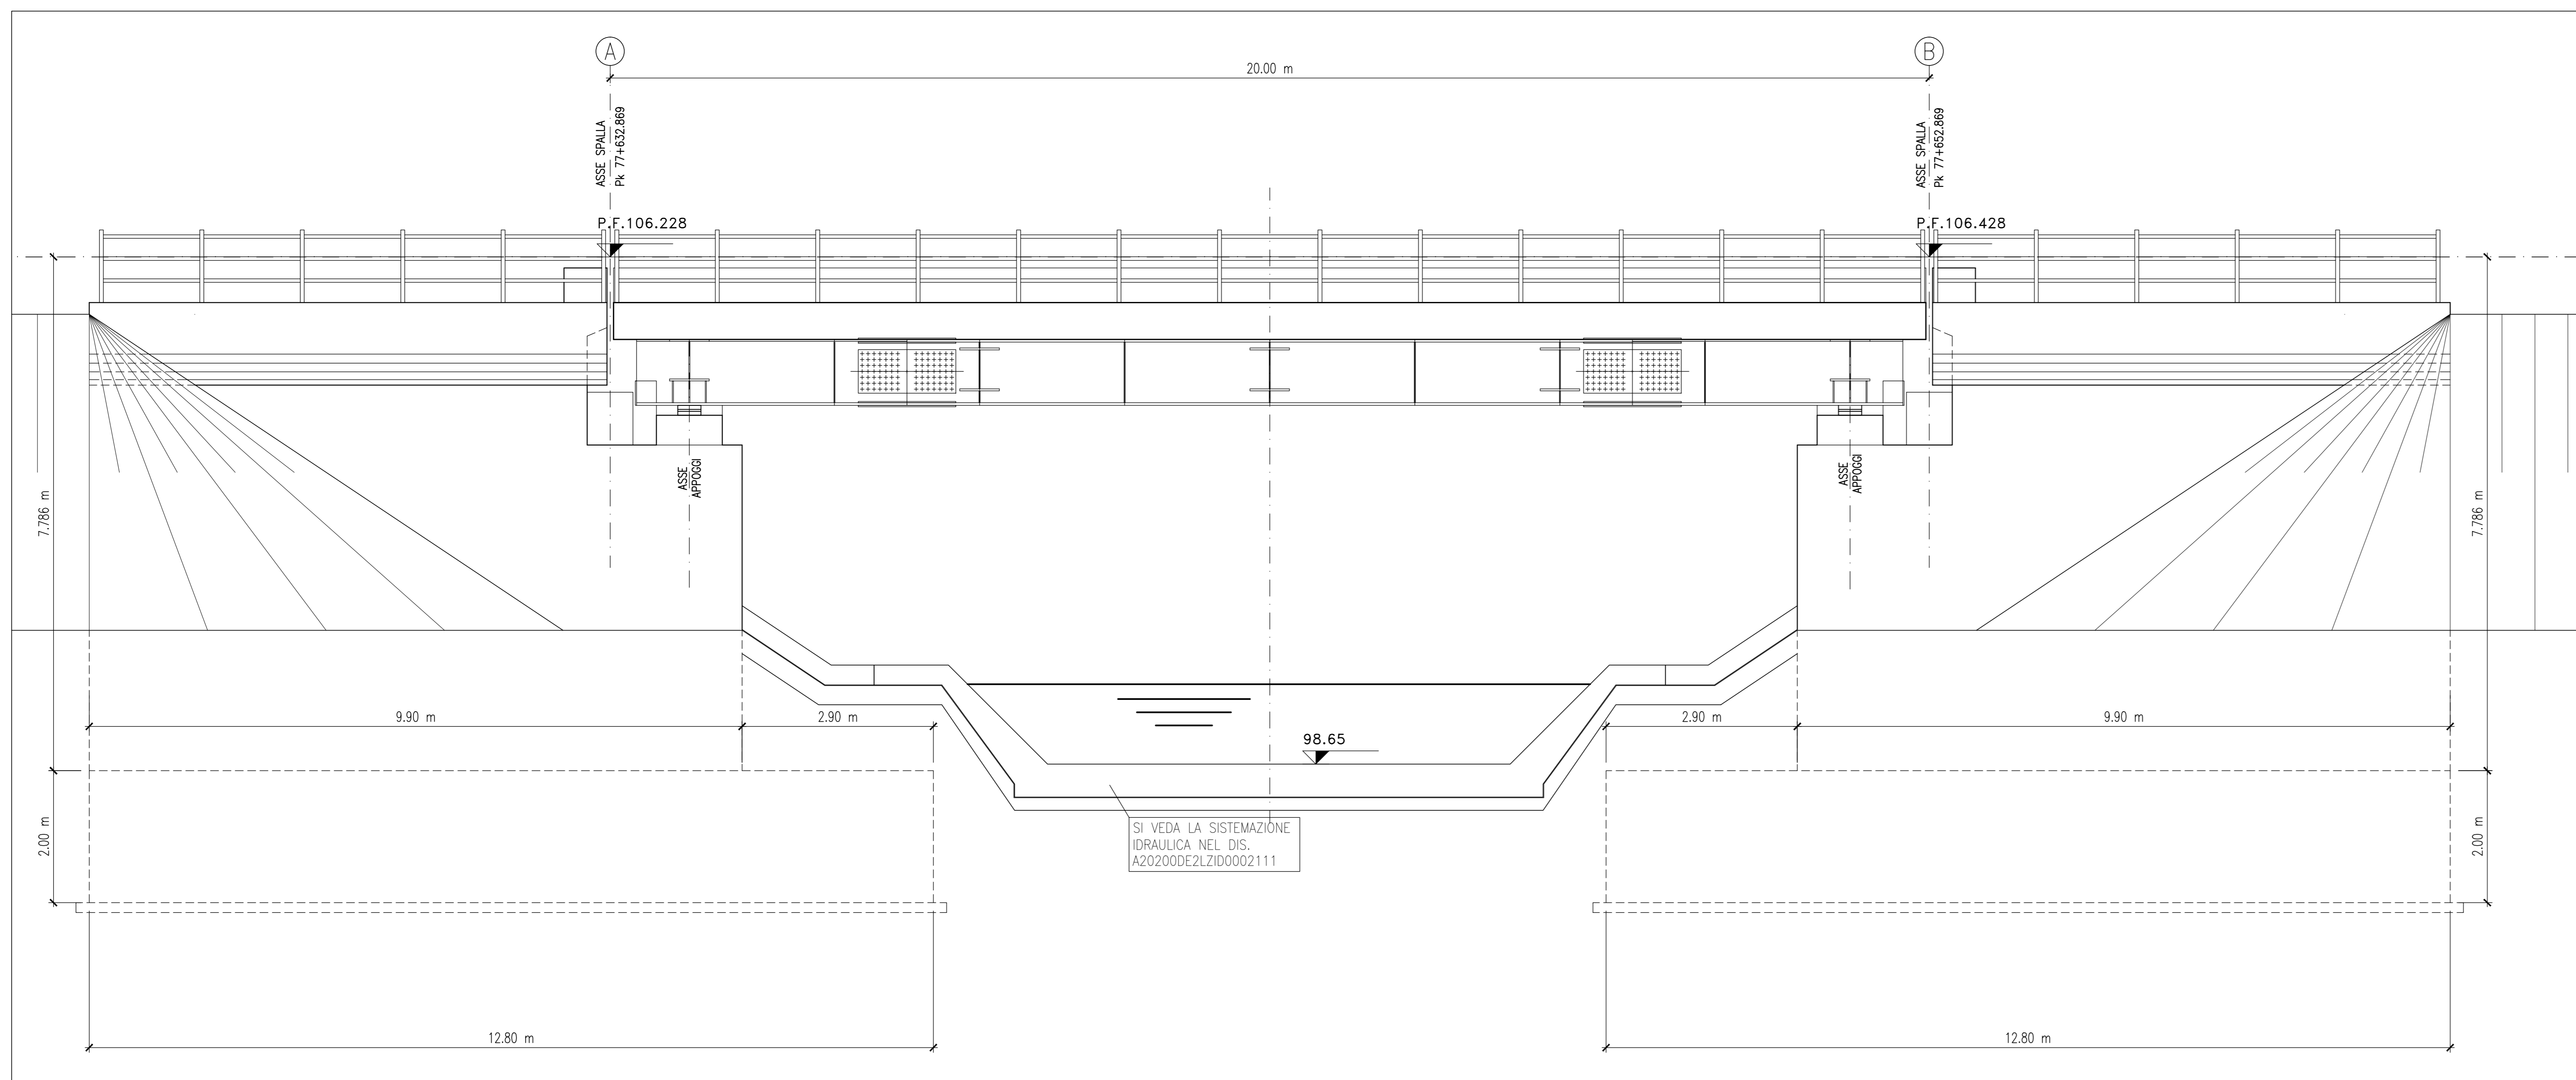 A
B
20.00 m
ASSE SPALLA
Pk 77+632.869
ASSE SPALLA
Pk 77+652.869
P.F.106.228
P.F.106.428
ASSE
APPOGGI
ASSE
APPOGGI
7.786 m
7.786 m
9.90 m
2.90 m
2.90 m
9.90 m
98.65
2.00 m
2.00 m
SI VEDA LA SISTEMAZIONE
IDRAULICA NEL DIS.
A20200DE2LZID0002111
12.80 m
12.80 m